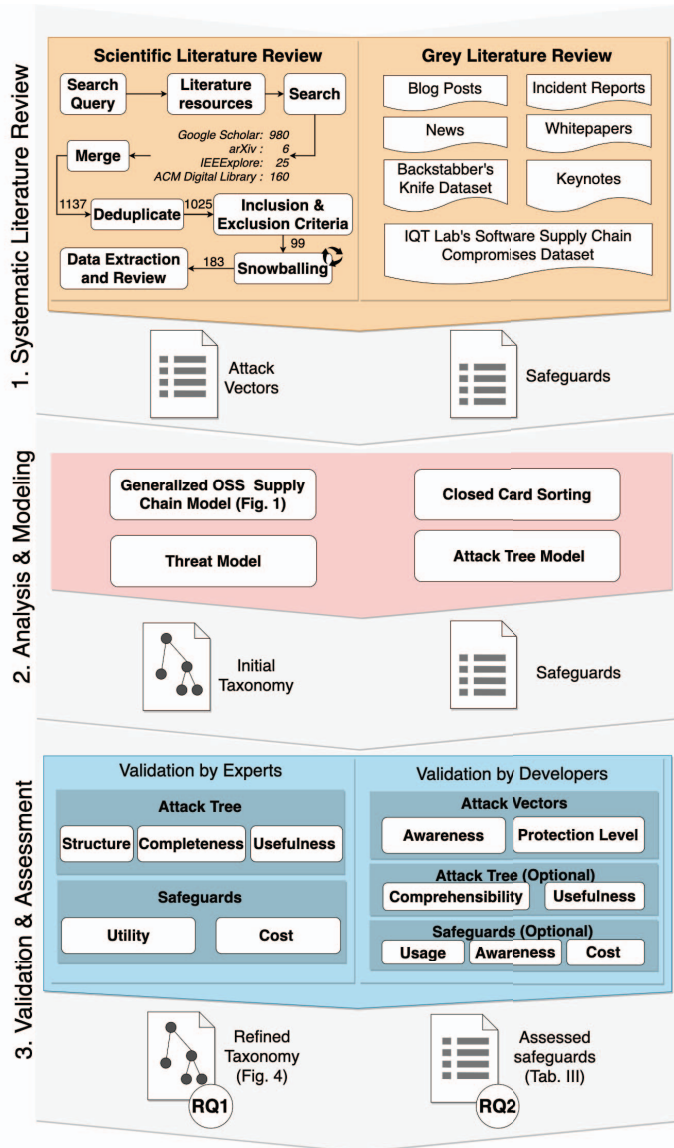 1. Systematic Literature Review
Scientific Literature Review
Search
Query
Literature
resources
Search
Google Scholar: 980
arXiv : 6
IEEExplore: 25
ACM Digital Library : 160
Merge
1137
Deduplicate
1025
Inclusion &
Exclusion Criteria
99
Snowballing
183
Data Extraction
and Review
Grey Literature Review
Blog Posts
Incident Reports
News
Whitepapers
Backstabber's
Knife Dataset
Keynotes
IQT Lab's Software Supply Chain
Compromises Dataset
Attack
Vectors
Safeguards
2. Analysis & Modeling
Generalized OSS Supply
Chain Model (Fig. 1)
Closed Card Sorting
Threat Model
Attack Tree Model
Initial
Taxonomy
Safeguards
3. Validation & Assessment
Validation by Experts
Attack Tree
Structure
Completeness
Usefulness
Safeguards
Utility
Cost
Validation by Developers
Attack Vectors
Awareness
Protection Level
Attack Tree (Optional)
Comprehensibility
Usefulness
Safeguards (Optional)
Usage
Awareness
Cost
Refined
Taxonomy
(Fig. 4)
RQ1
Assessed
safeguards
(Tab. III)
RQ2